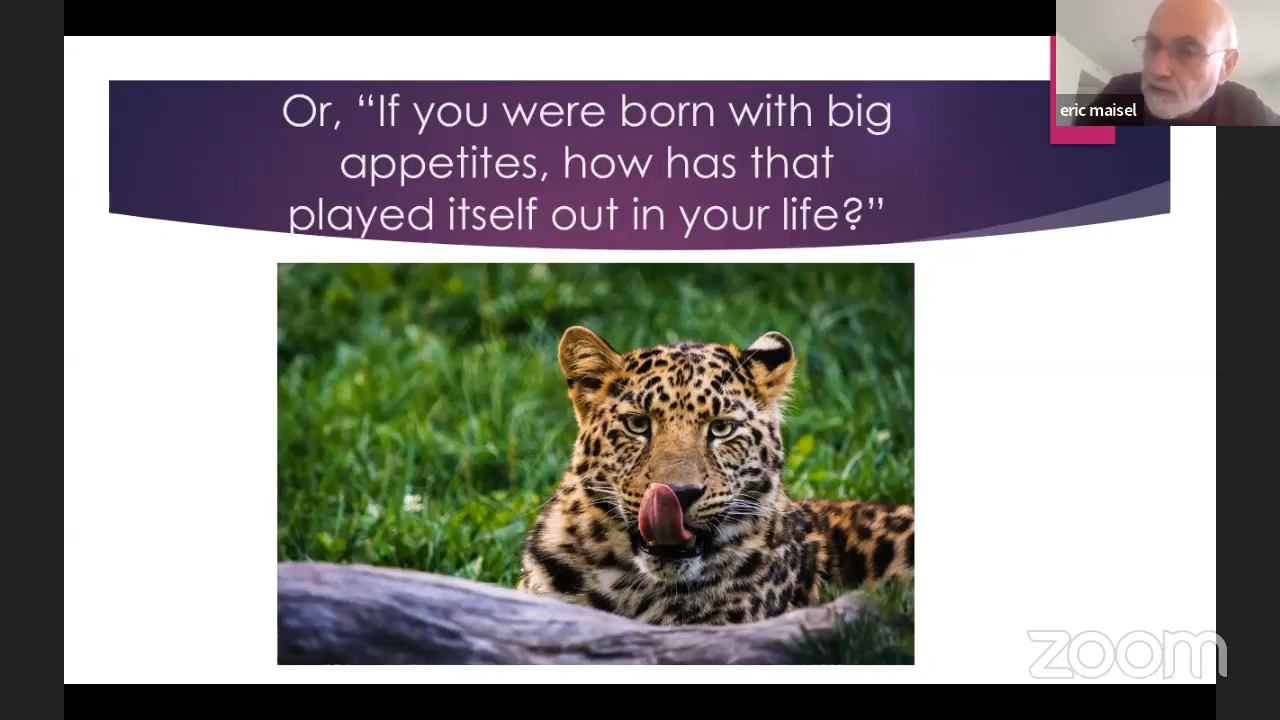 Or, “If you were born with big
appetites, how has that
played itself out in your life?”
eric maisel
zoom